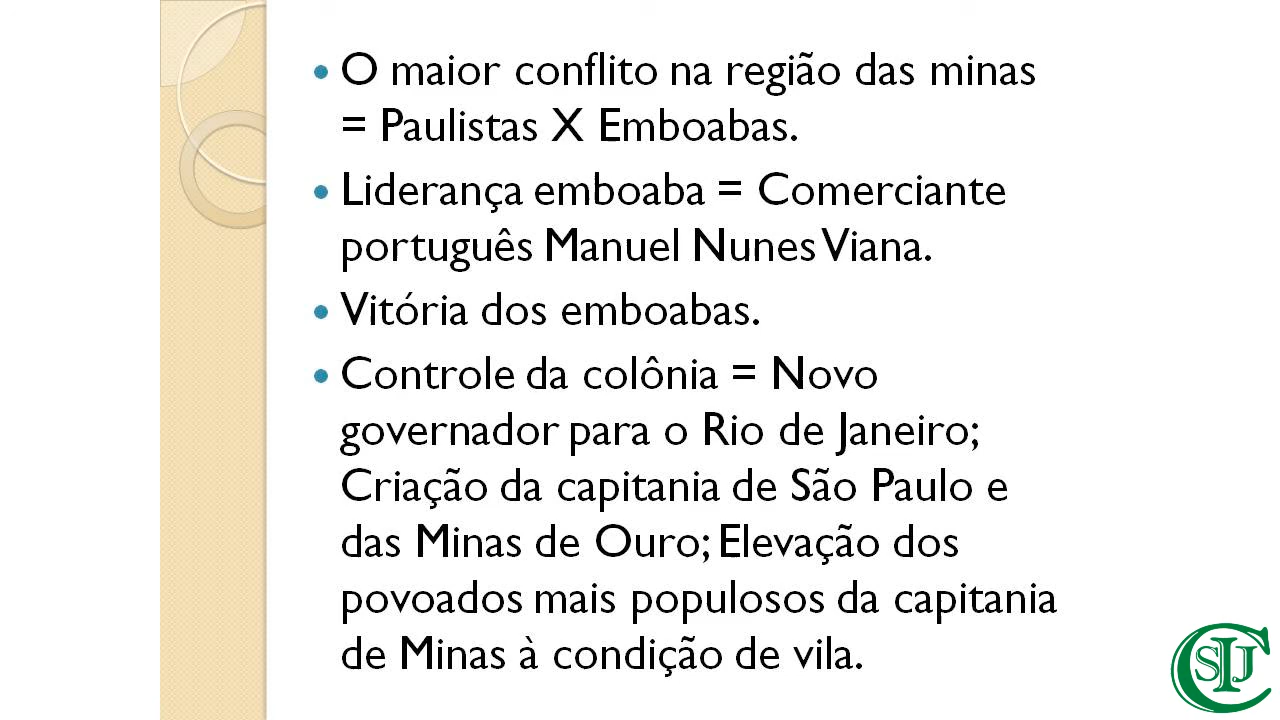 • O maior conflito na região das minas
= Paulistas X Emboabas.
• Liderança emboaba = Comerciante
português Manuel Nunes Viana.
• Vitória dos emboabas.
• Controle da colônia = Novo
governador para o Rio de Janeiro;
Criação da capitania de São Paulo e
das Minas de Ouro; Elevação dos
povoados mais populosos da capitania
de Minas à condição de vila.
CSIJ